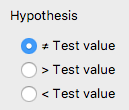 Hypothesis
≠ Test value
> Test value
< Test value